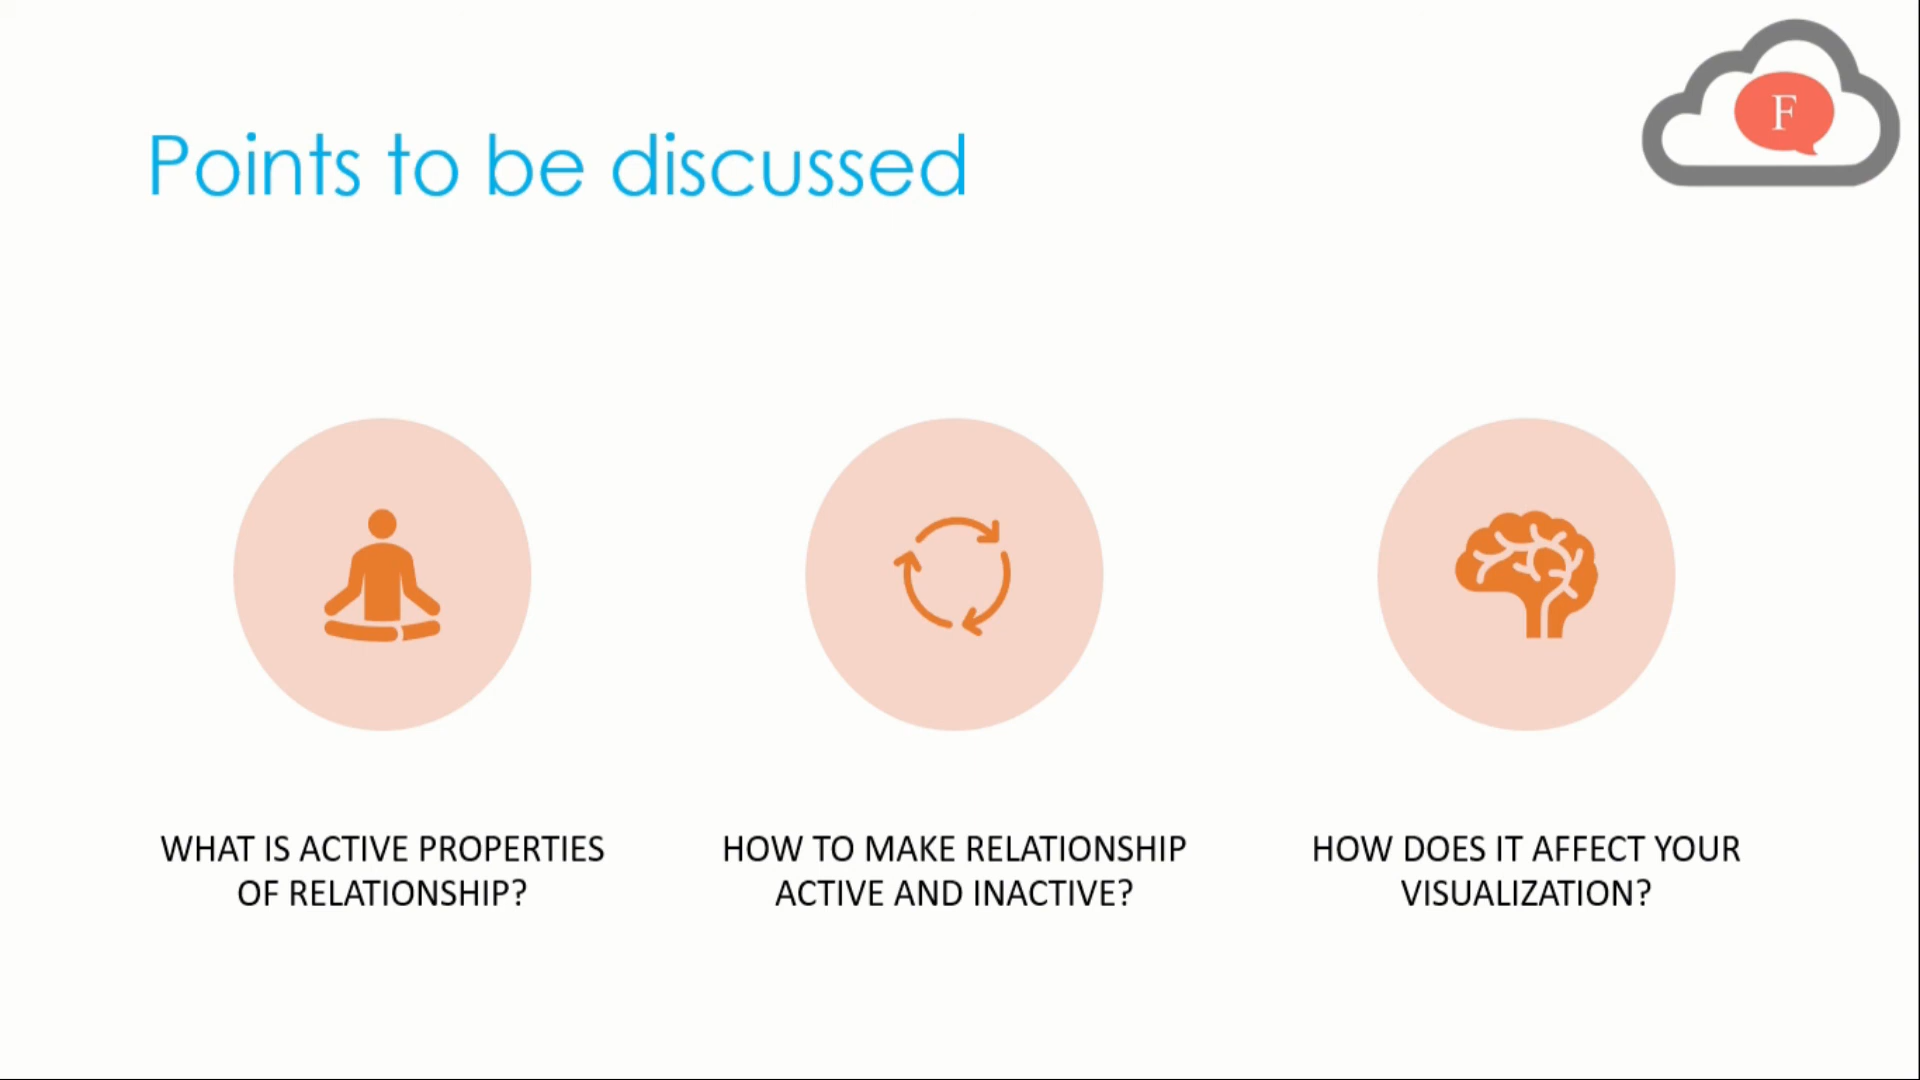 F
Points to be discussed
WHAT IS ACTIVE PROPERTIES
OF RELATIONSHIP?
HOW TO MAKE RELATIONSHIP
ACTIVE AND INACTIVE?
HOW DOES IT AFFECT YOUR
VISUALIZATION?